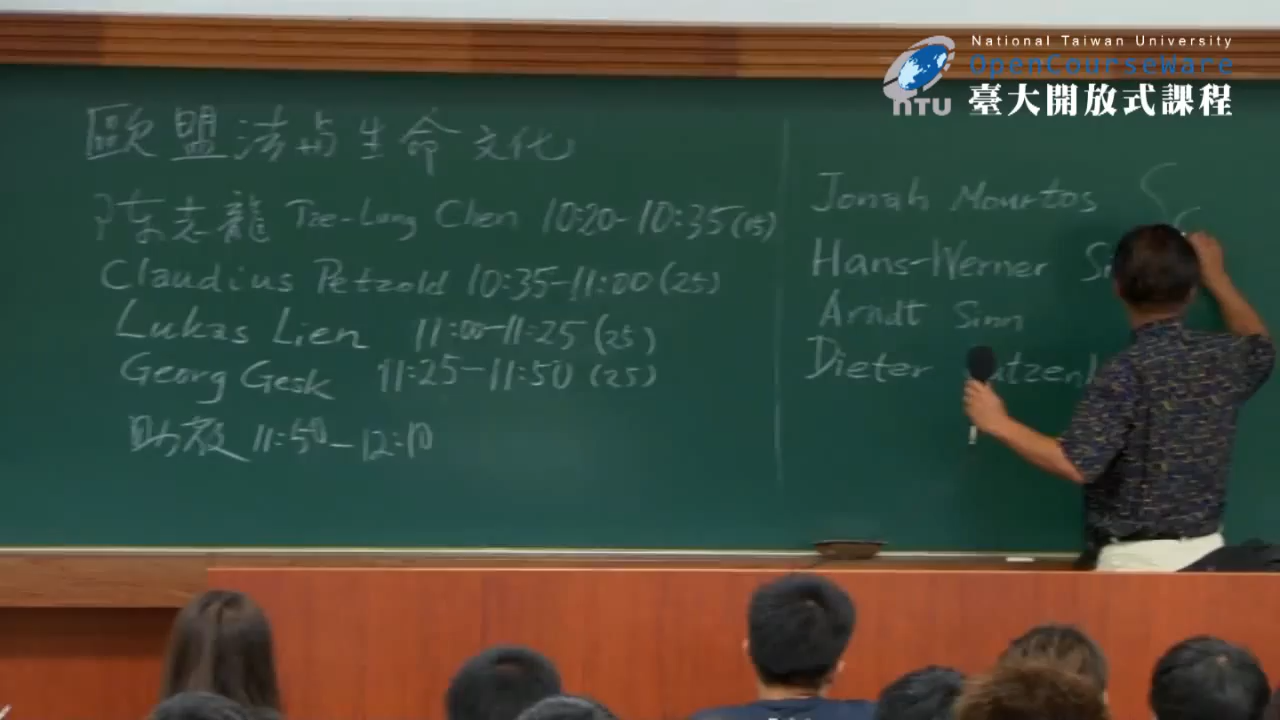 National Taiwan University
OpenCourseWare
NTU 臺大開放式課程
歐盟法与生命文化
陈志龍 Tze-Lung Chen 10:20-10:35(15)
Claudius Petzold 10:35-11:00(25)
Lukas Lien 11:00-11:25(25)
Georg Gesk 11:25-11:50(25)
助教 11:50-12:10
Jonah Mourtos
Hans-Werner
Arndt Sinn
Dieter